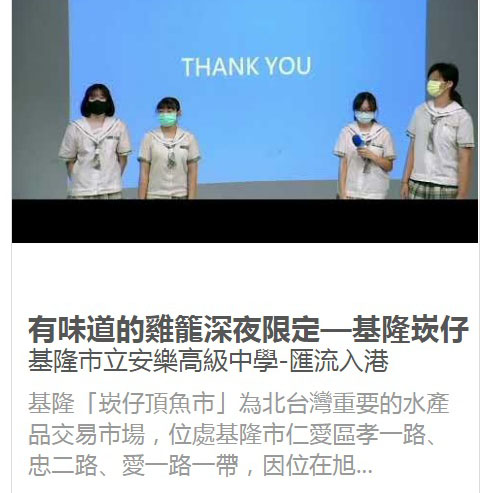 THANK YOU
有味道的雞籠深夜限定—基隆崁仔
基隆市立安樂高級中學-匯流入港
基隆「崁仔頂魚市」為北台灣重要的水產
品交易市場，位處基隆市仁愛區孝一路、
忠二路、愛一路一帶，因位在旭...